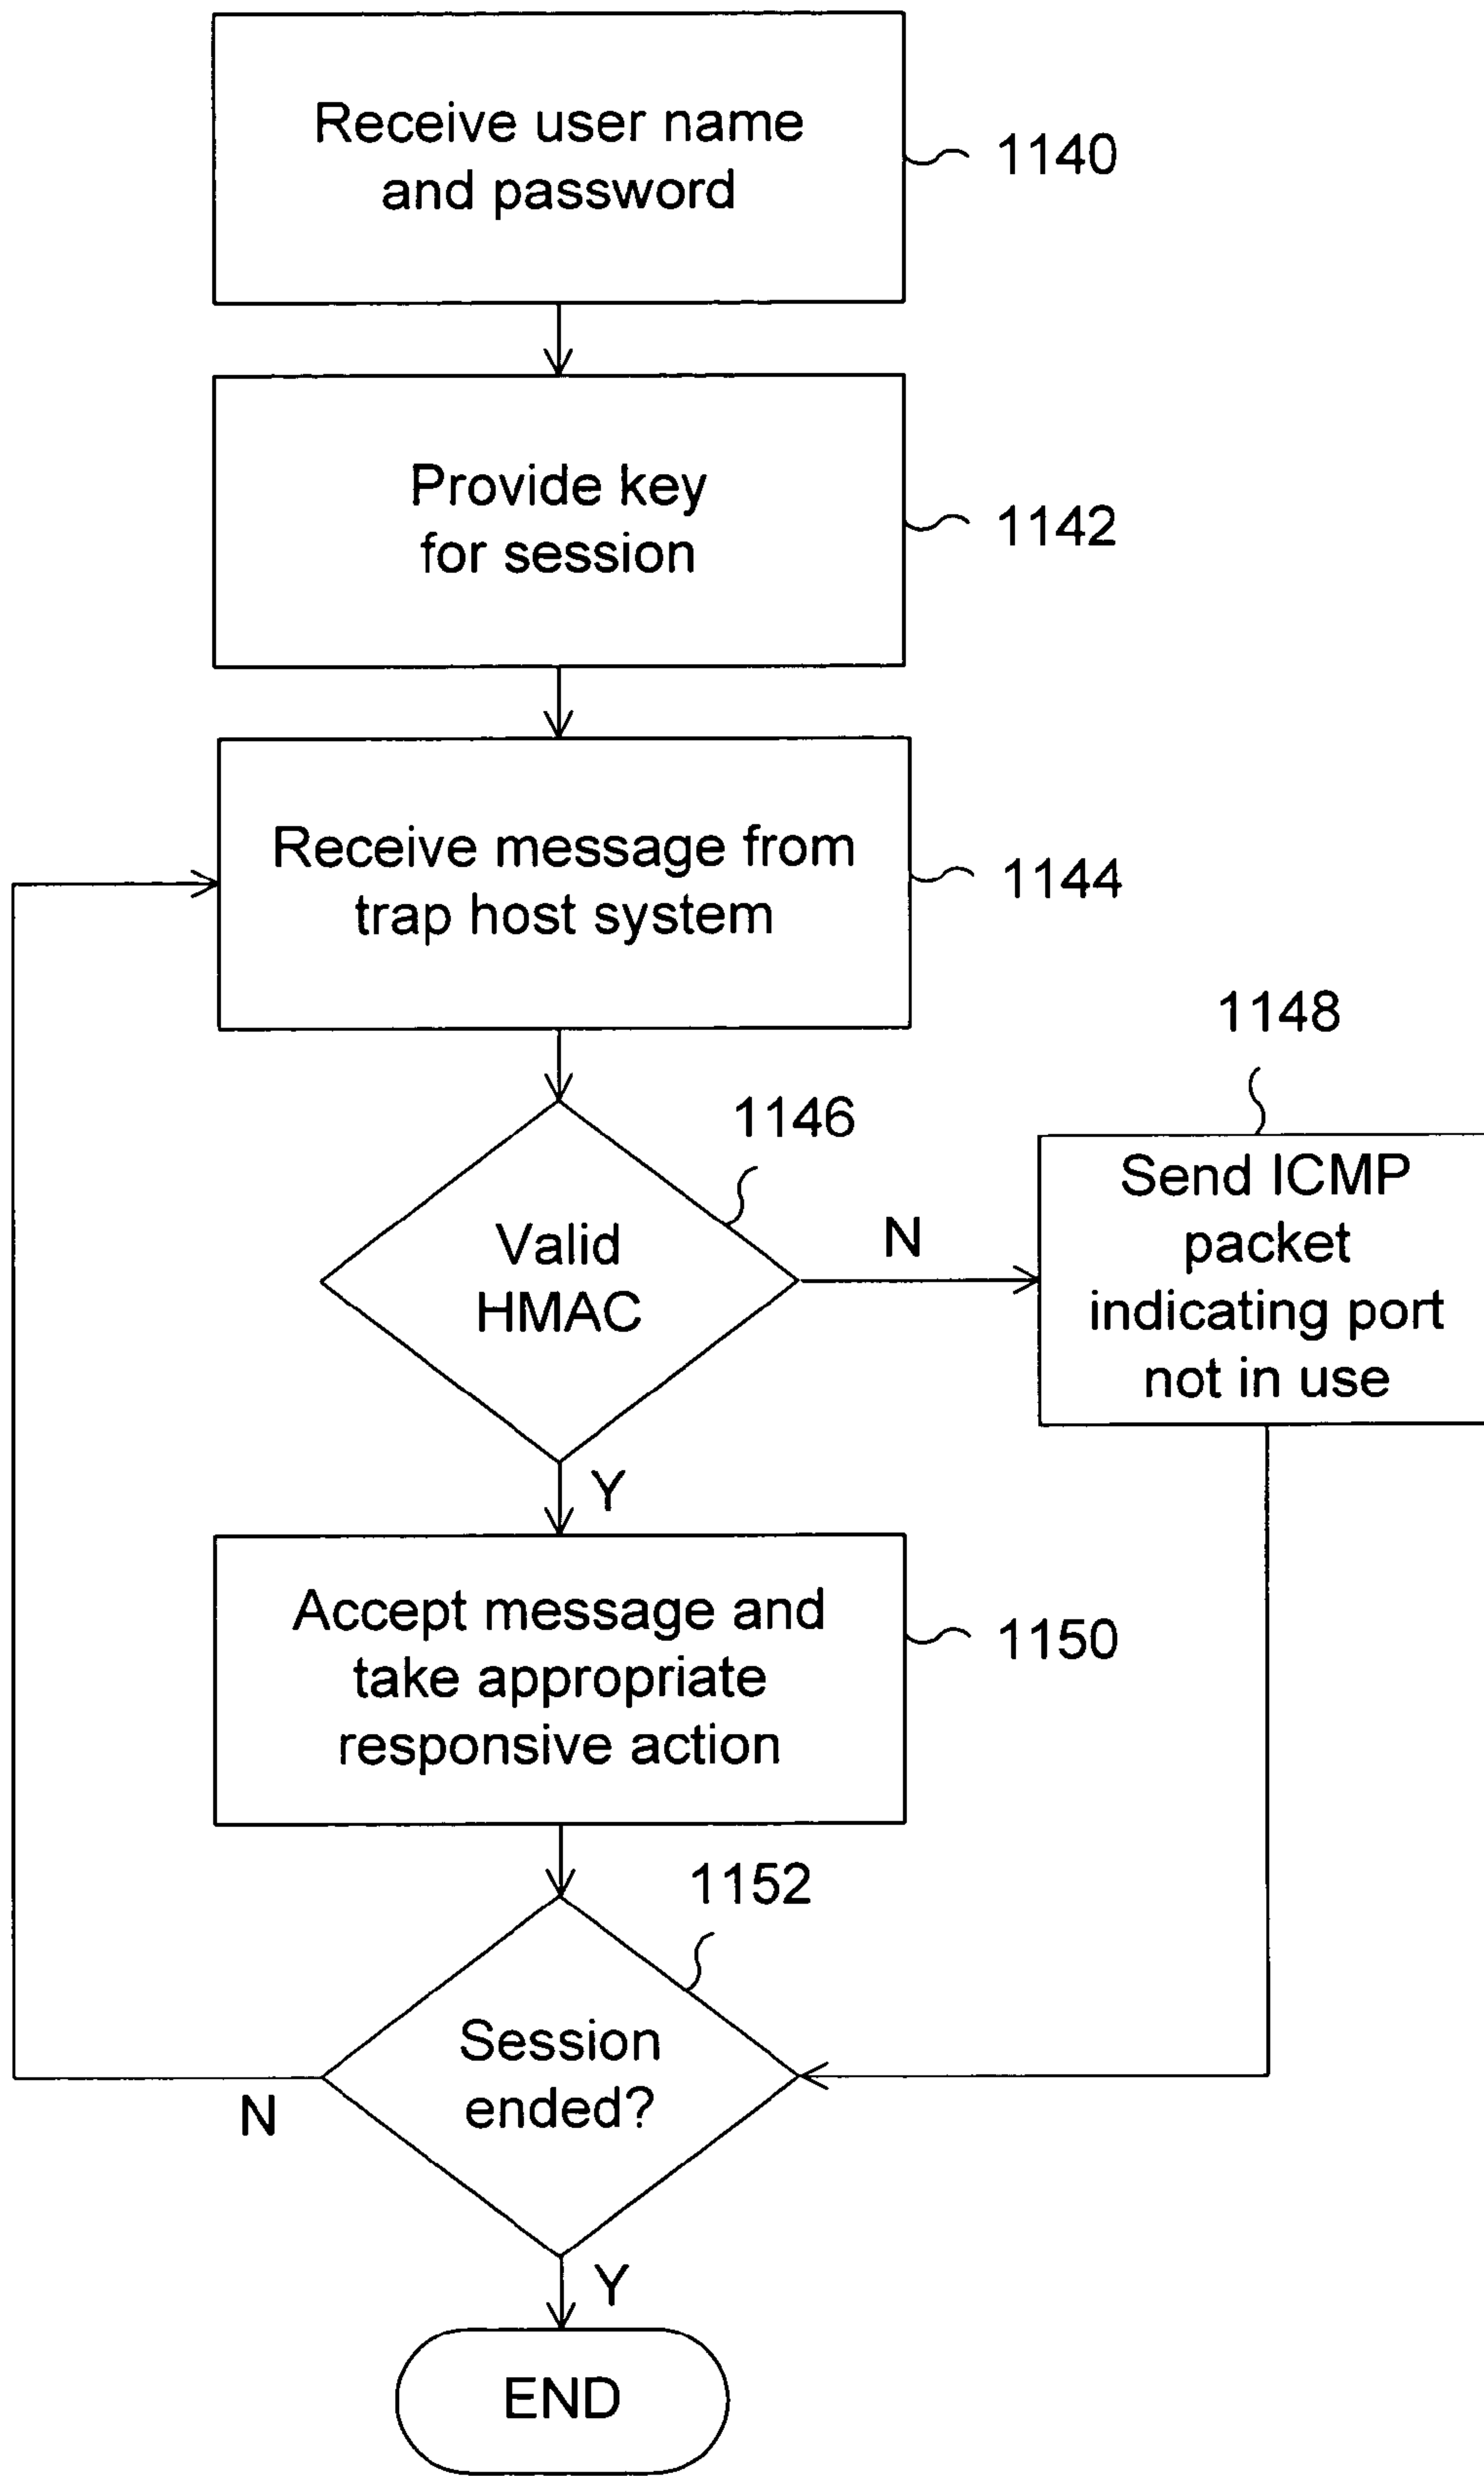 Receive user name
and password
1140
Provide key
for session
1142
Receive message from
trap host system
1144
1148
1146
Send ICMP
packet
indicating port
not in use
Valid
HMAC
N
Y
Accept message and
take appropriate
responsive action
1150
1152
Session
ended?
N
Y
END